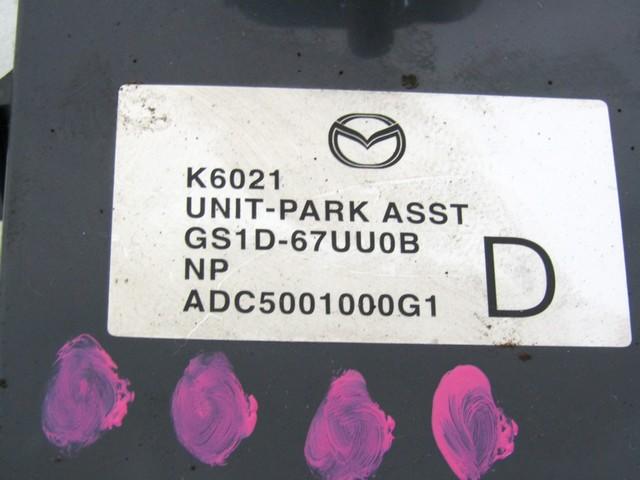 K6021
UNIT-PARK ASST
GS1D-67UU0B
NP
ADC5001000G1
D